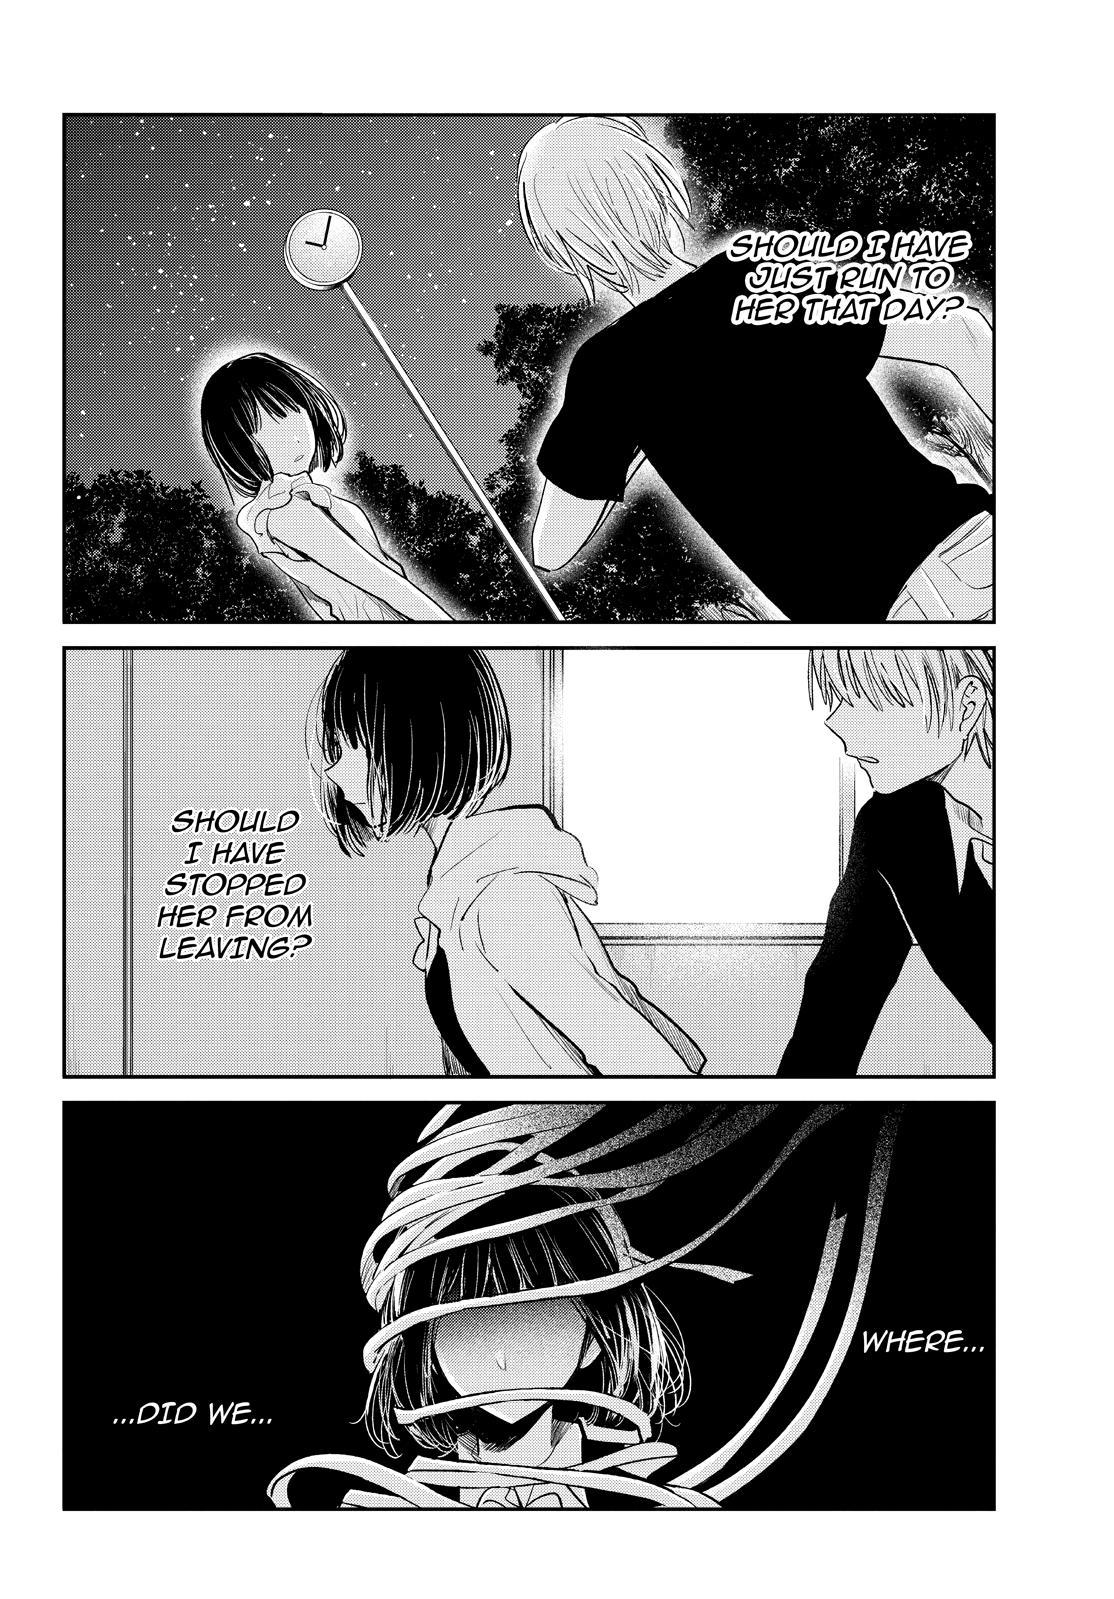 SHOULD I HAVE
JUST RUN TO
HER THAT DAY?
SHOULD
I HAVE
STOPPED
HER FROM
LEAVING?
WHERE...
...DID WE...